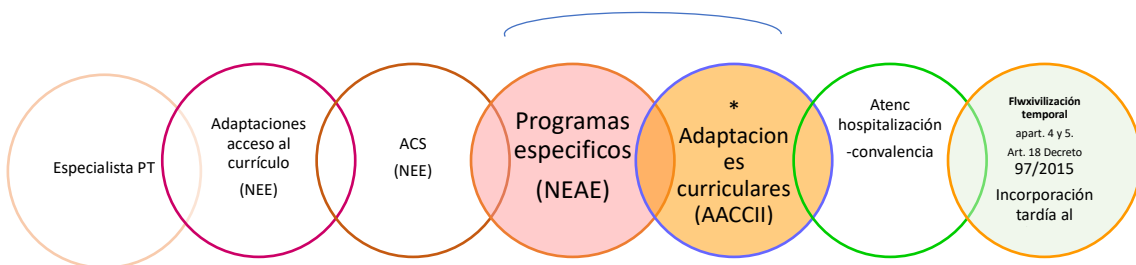 Especialista PT
Adaptaciones
acceso al
currículo
(NEE)
ACS
(NEE)
Programas
especificos
(NEAE)
*
Adaptacion
es
curriculares
(AACCII)
Atenc
hospitalización
-convalencia
Flwxivilización
temporal
apart. 4 y 5.
Art. 18 Decreto
97/2015
Incorporación
tardía al